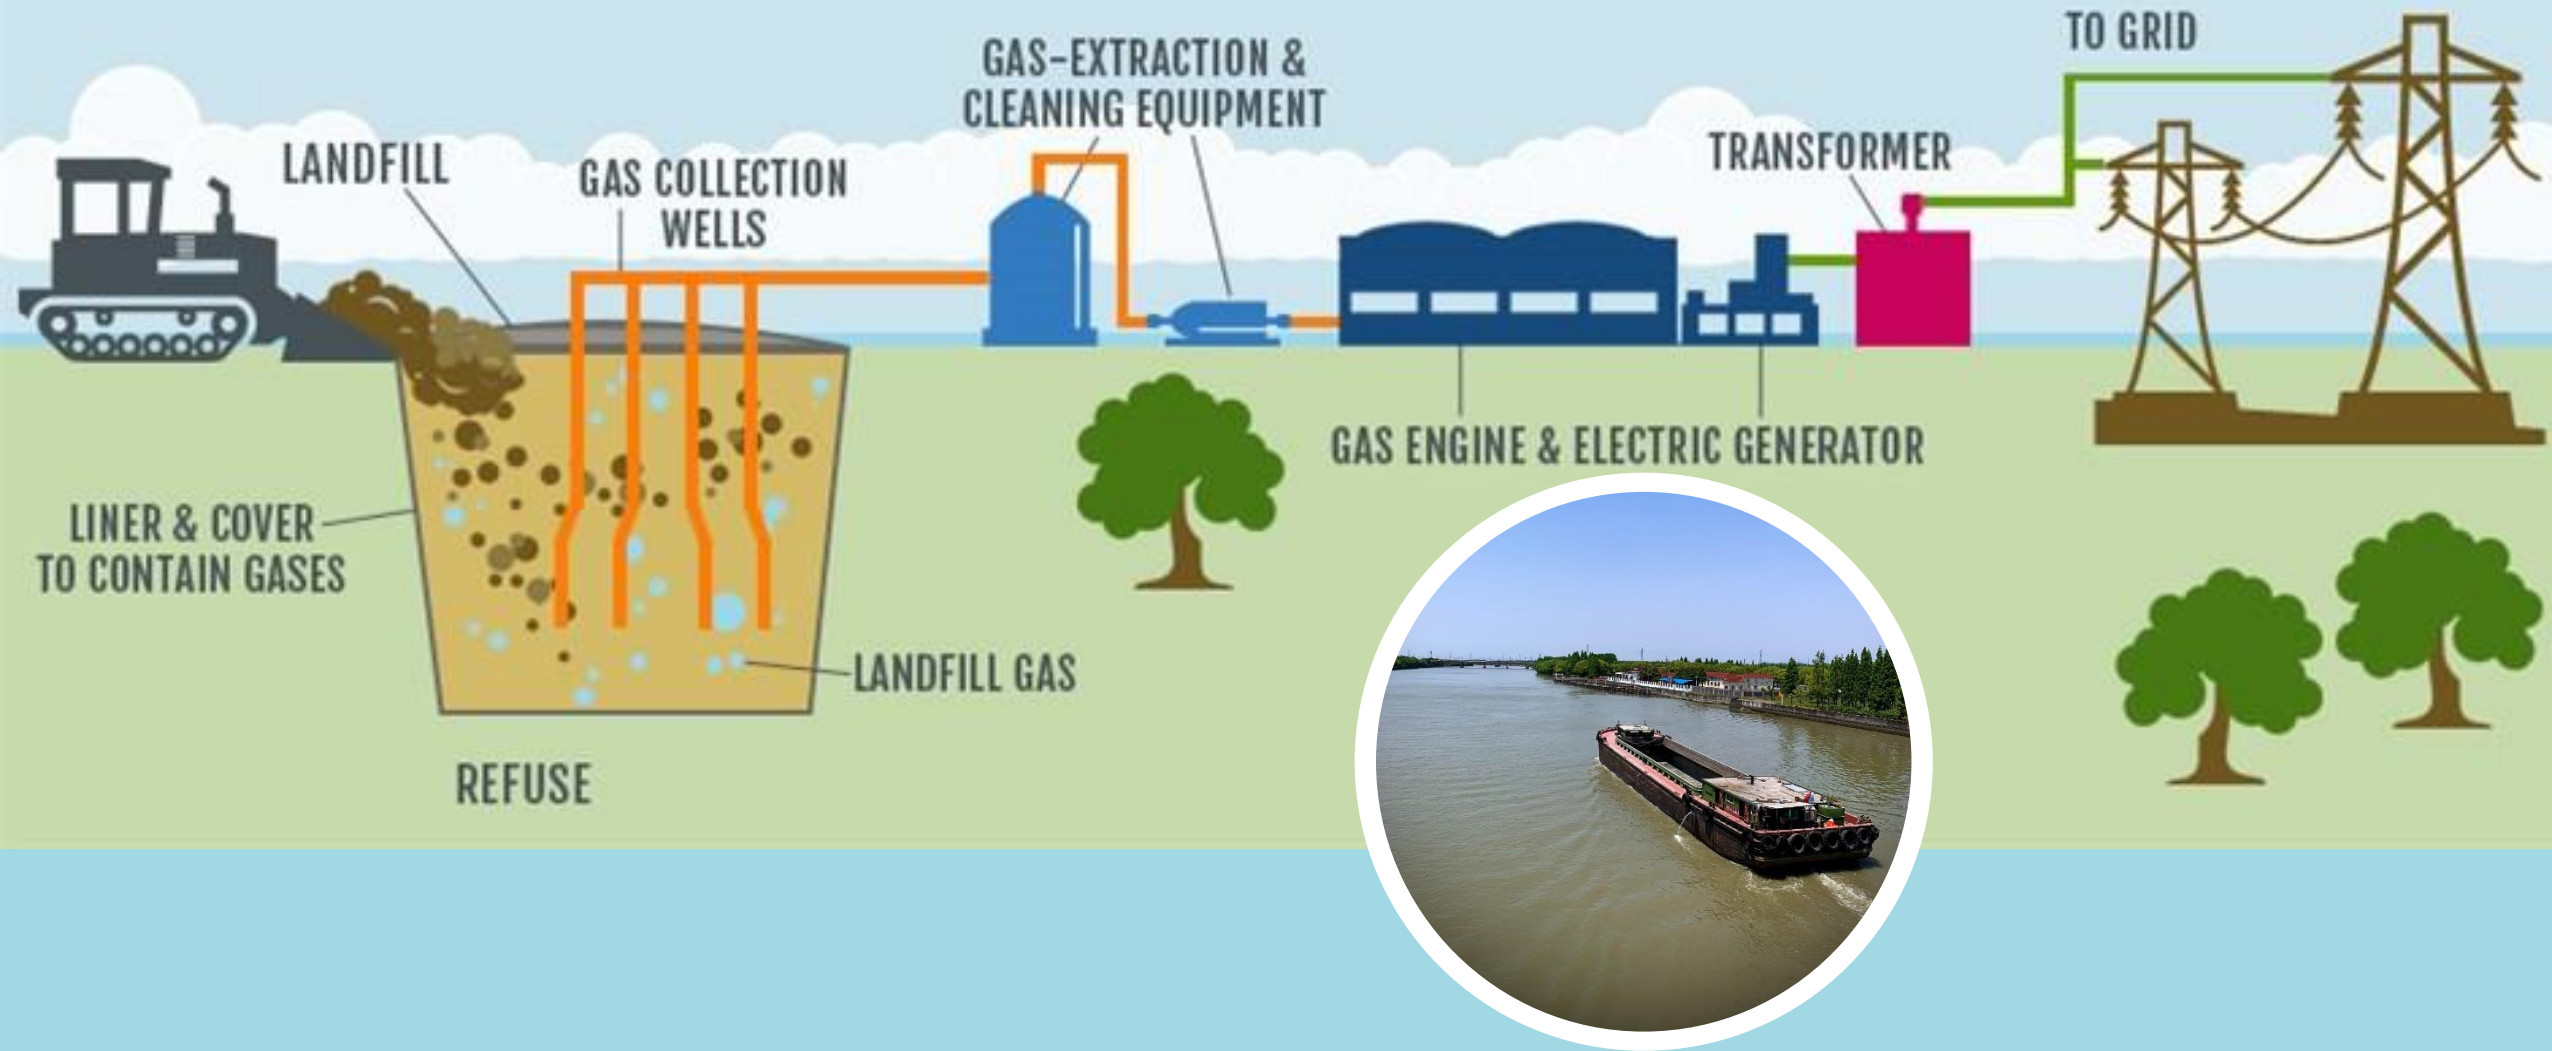 TO GRID
GAS-EXTRACTION &
CLEANING EQUIPMENT
TRANSFORMER
LANDFILL
GAS COLLECTION
WELLS
GAS ENGINE & ELECTRIC GENERATOR
LINER & COVER
TO CONTAIN GASES
LANDFILL GAS
REFUSE